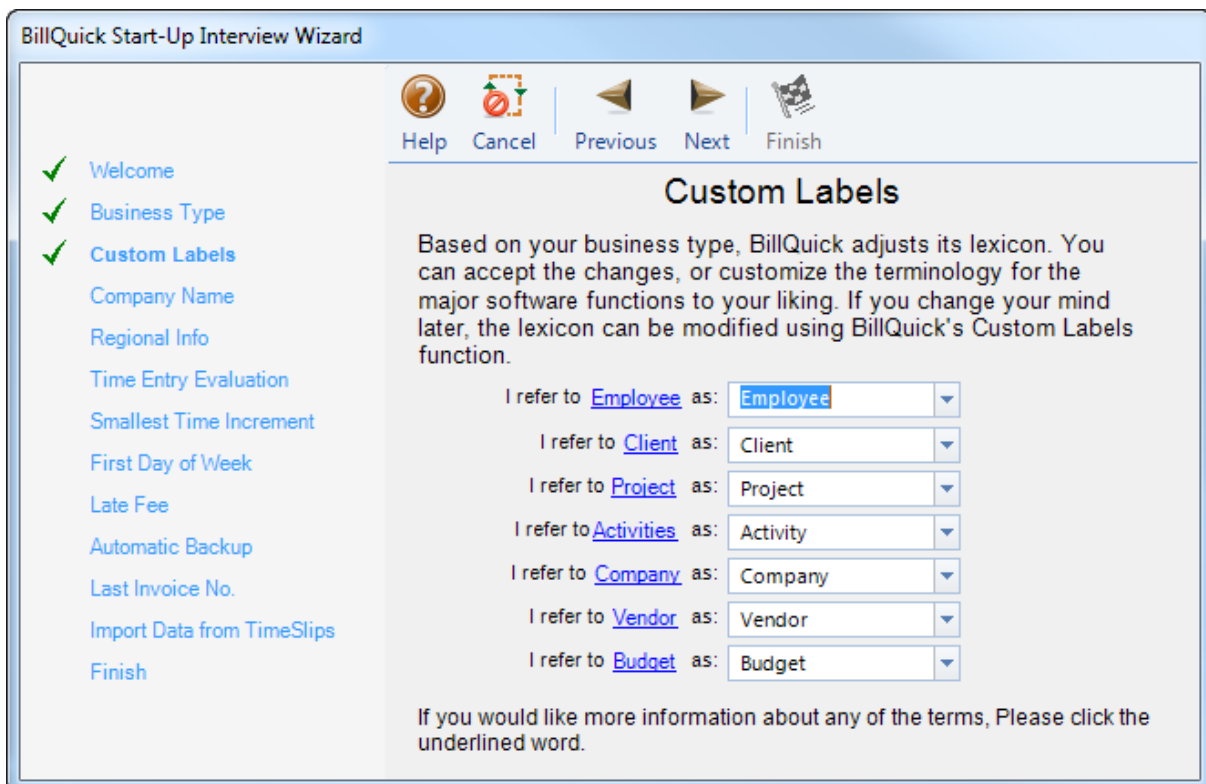 BillQuick Start-Up Interview Wizard
Help Cancel Previous Next Finish
Welcome
Business Type
Custom Labels
Company Name
Regional Info
Time Entry Evaluation
Smallest Time Increment
First Day of Week
Late Fee
Automatic Backup
Last Invoice No.
Import Data from TimeSlips
Finish
Custom Labels
Based on your business type, BillQuick adjusts its lexicon. You
can accept the changes, or customize the terminology for the
major software functions to your liking. If you change your mind
later, the lexicon can be modified using BillQuick's Custom Labels
function.
I refer to Employee as: Employee
I refer to Client as: Client
I refer to Project as: Project
I refer to Activities as: Activity
I refer to Company as: Company
I refer to Vendor as: Vendor
I refer to Budget as: Budget
If you would like more information about any of the terms, Please click the
underlined word.